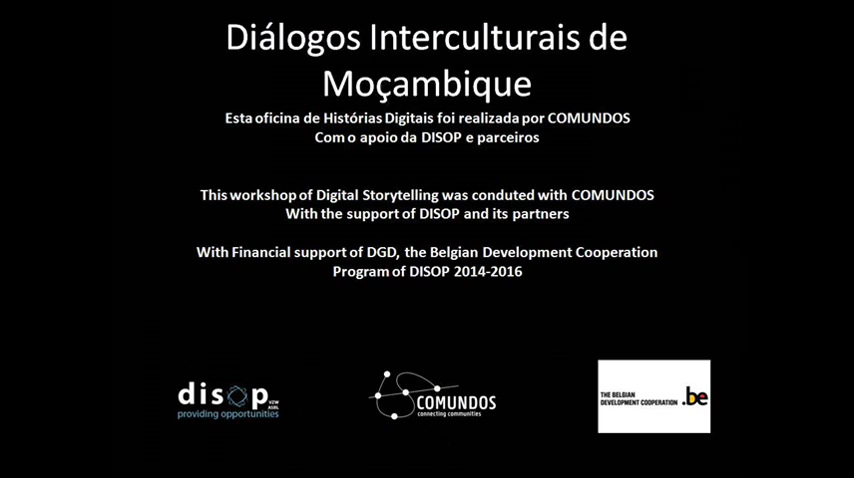 Diálogos Interculturais de
Moçambique
Esta oficina de Histórias Digitais foi realizada por COMUNDOS
Com o apoio da DISOP e parceiros
This workshop of Digital Storytelling was conduted with COMUNDOS
With the support of DISOP and its partners
With Financial support of DGD, the Belgian Development Cooperation
Program of DISOP 2014-2016
disop VZW ASBL
providing opportunities
COMUNDOS
connecting communities
THE BELGIAN
DEVELOPMENT COOPERATION .be